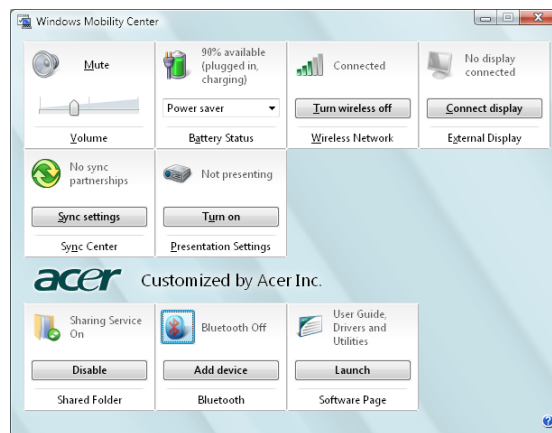 Windows Mobility Center
Mute
Volume
90% available
(plugged in,
charging)
Power saver
Battery Status
Connected
Turn wireless off
Wireless Network
No display
connected
Connect display
External Display
No sync
partnerships
Sync settings
Sync Center
Not presenting
Turn on
Presentation Settings
acer Customized by Acer Inc.
Sharing Service
On
Disable
Shared Folder
Bluetooth Off
Add device
Bluetooth
User Guide,
Drivers and
Utilities
Launch
Software Page
?